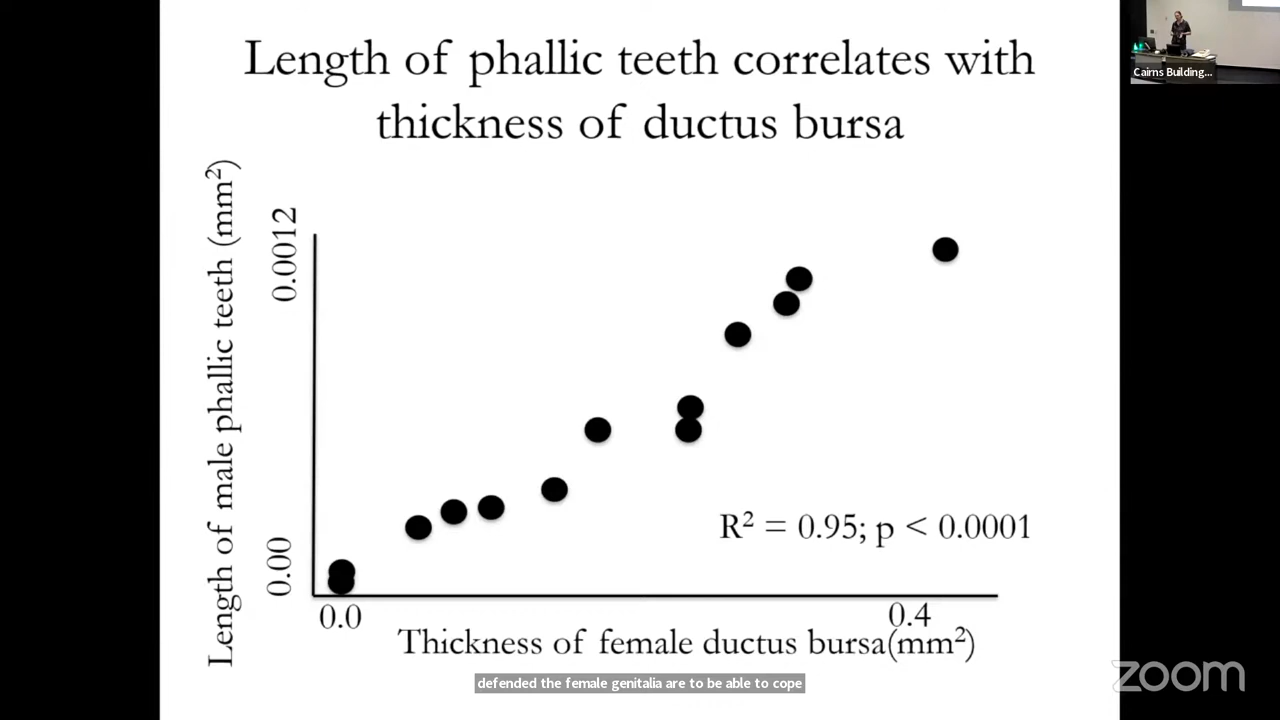 Length of phallic teeth correlates with
thickness of ductus bursa
Cairns Building...
Length of male phallic teeth (mm²)
0.0012
0.00
R² = 0.95; p < 0.0001
0.0
0.4
Thickness of female ductus bursa(mm²)
defended the female genitalia are to be able to cope
zoom